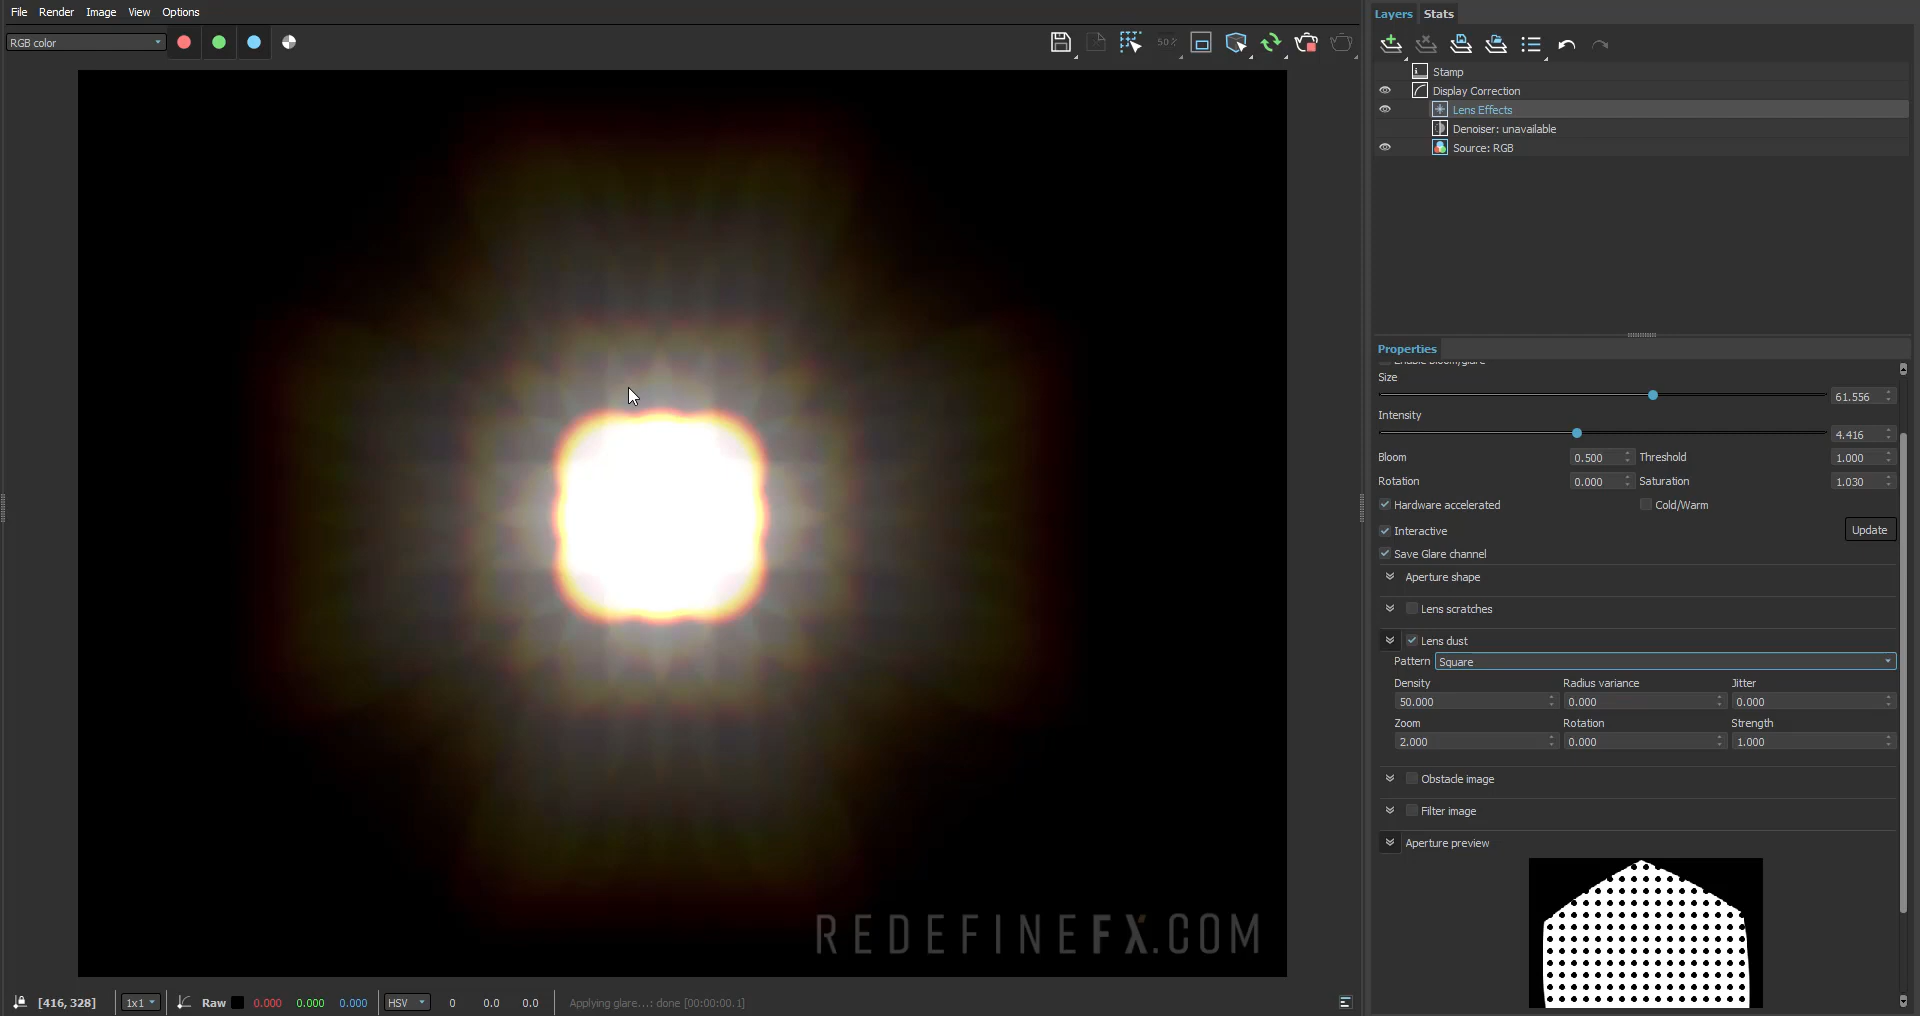 File Render Image View Options
Layers Stats
RGB color
50%
Stamp
Display Correction
Lens Effects
Denoiser: unavailable
Source: RGB
Properties
Enable bloom/glare
Size
61.556
Intensity
4.416
Bloom 0.500 Threshold 1.000
Rotation 0.000 Saturation 1.030
Hardware accelerated Cold/Warm
Interactive Update
Save Glare channel
Aperture shape
Lens scratches
Lens dust
Pattern Square
Density Radius variance Jitter
50.000 0.000 0.000
Zoom Rotation Strength
2.000 0.000 1.000
Obstacle image
Filter image
Aperture preview
REDEFINEFX.COM
[416, 328] 1x1 Raw 0.000 0.000 0.000 HSV 0 0.0 0.0 Applying glare...: done [00:00:00.1]